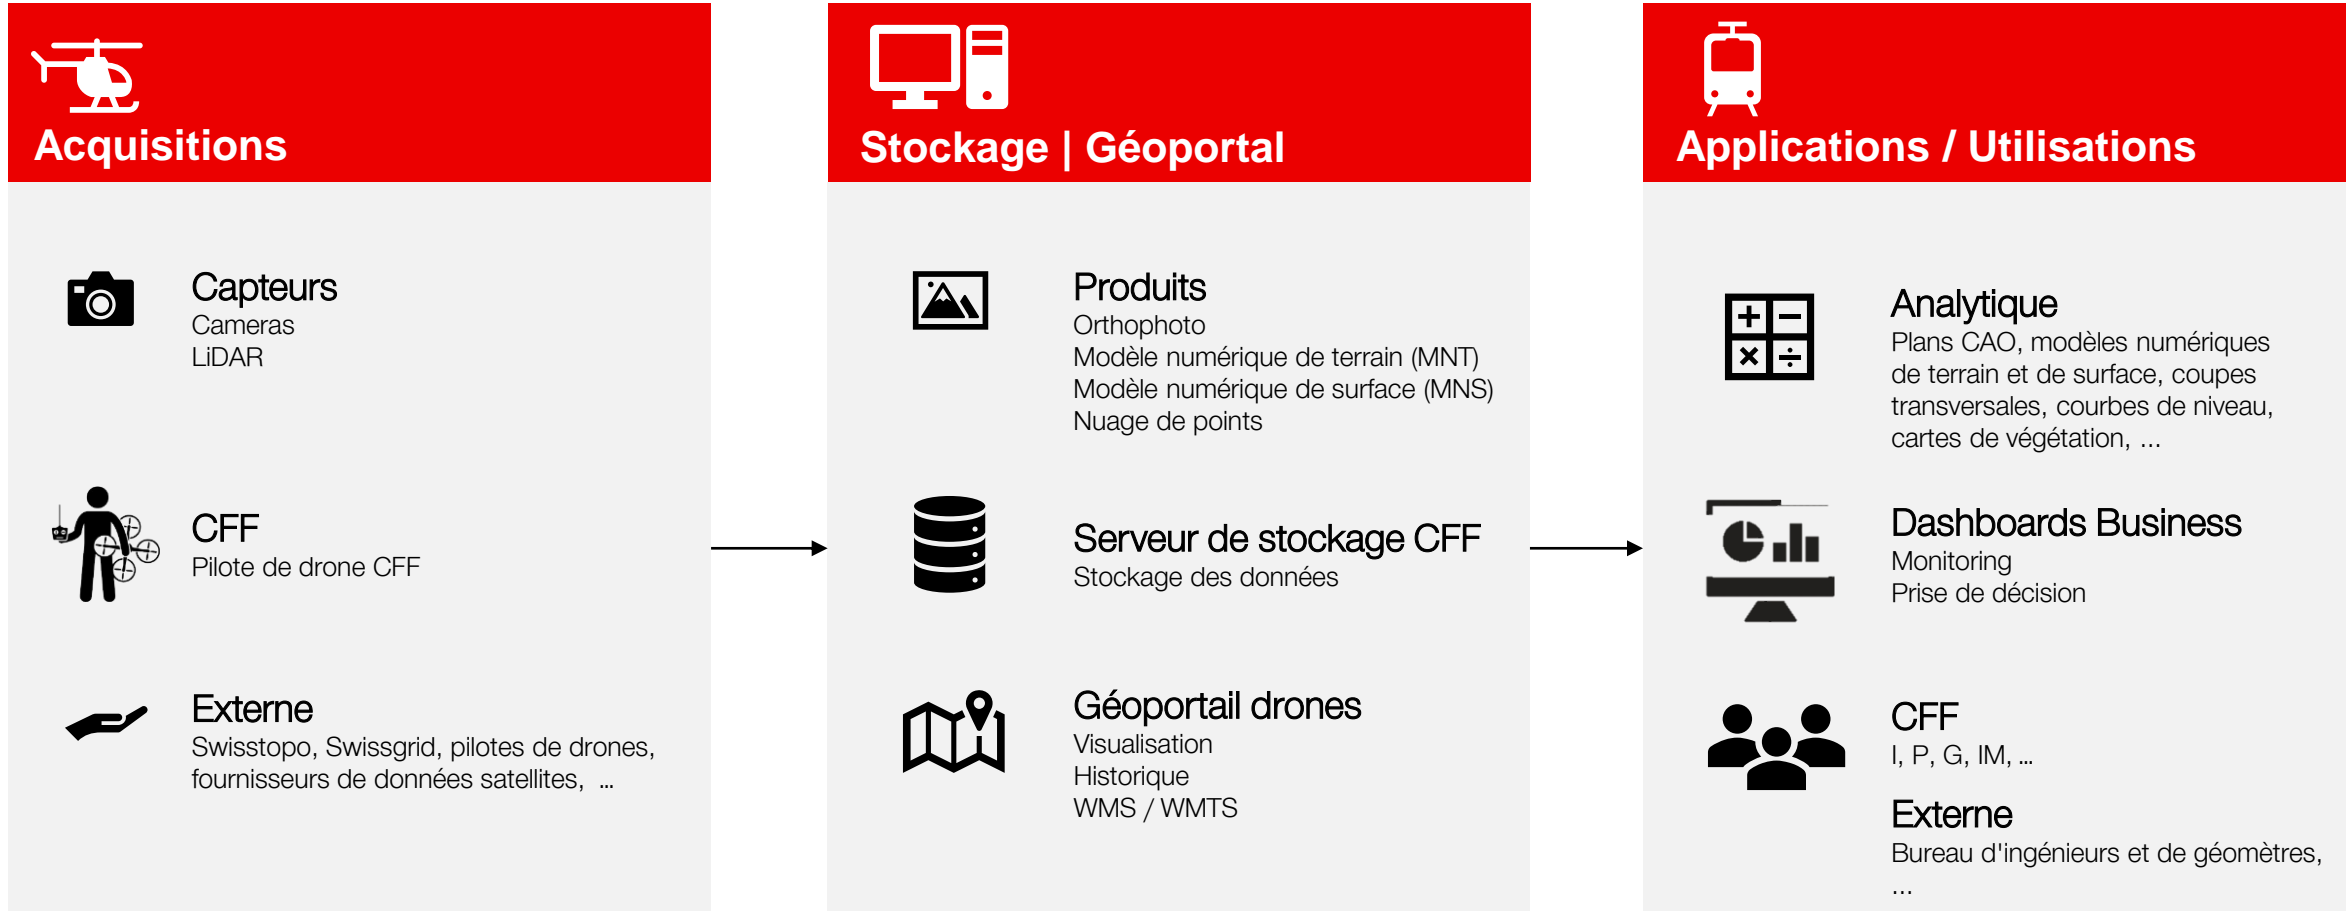 Acquisitions
Capteurs
Cameras
LiDAR
CFF
Pilote de drone CFF
Externe
Swisstopo, Swissgrid, pilotes de drones,
fournisseurs de données satellites, ...
Stockage | Géoportal
Produits
Orthophoto
Modèle numérique de terrain (MNT)
Modèle numérique de surface (MNS)
Nuage de points
Serveur de stockage CFF
Stockage des données
Géoportail drones
Visualisation
Historique
WMS / WMTS
Applications / Utilisations
Analytique
Plans CAO, modèles numériques
de terrain et de surface, coupes
transversales, courbes de niveau,
cartes de végétation, ...
Dashboards Business
Monitoring
Prise de décision
CFF
I, P, G, IM, ...
Externe
Bureau d'ingénieurs et de géomètres,
...